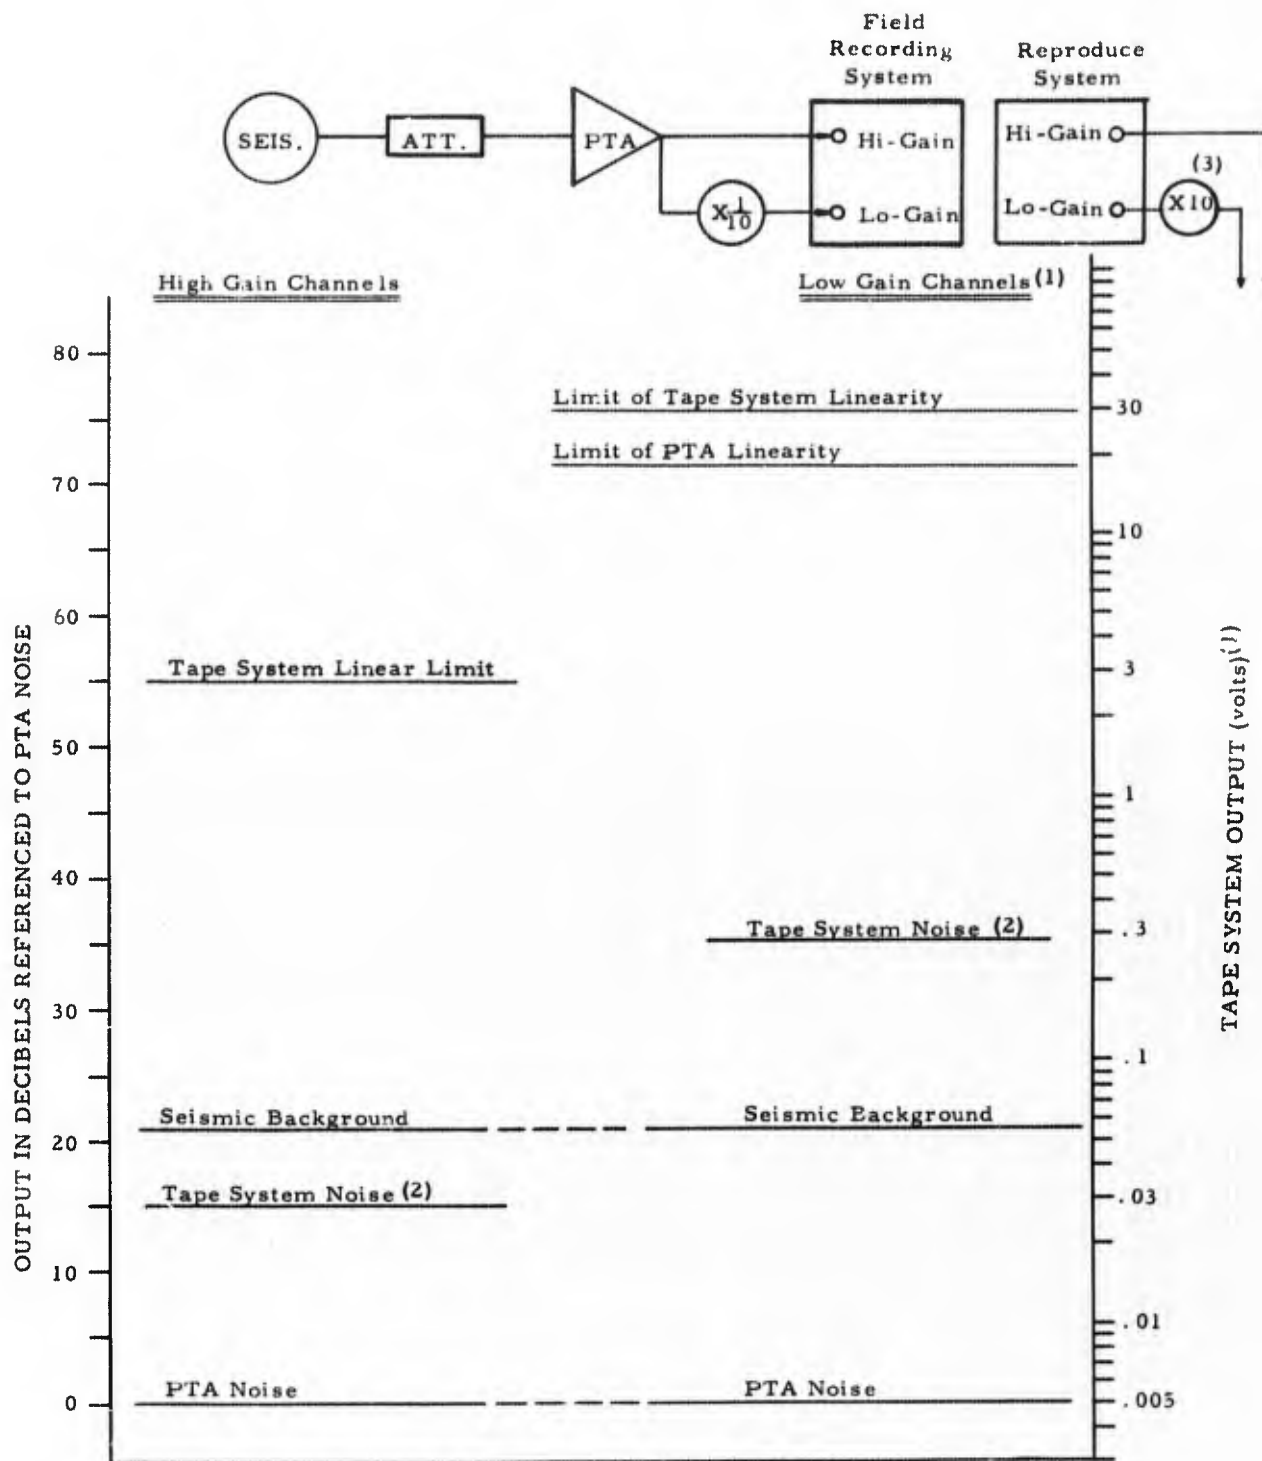 Field
Recording
System
Reproduce
System
SEIS.
ATT.
PTA
Hi-Gain
Hi-Gain
(3)
X 1/10
Lo-Gain
Lo-Gain
X10
High Gain Channels
Low Gain Channels (1)
80
Limit of Tape System Linearity
30
Limit of PTA Linearity
70
10
60
Tape System Linear Limit
3
50
1
40
Tape System Noise (2)
.3
30
.1
Seismic Background
Seismic Background
20
Tape System Noise (2)
.03
10
.01
PTA Noise
PTA Noise
0
.005
OUTPUT IN DECIBELS REFERENCED TO PTA NOISE
TAPE SYSTEM OUTPUT (volts)